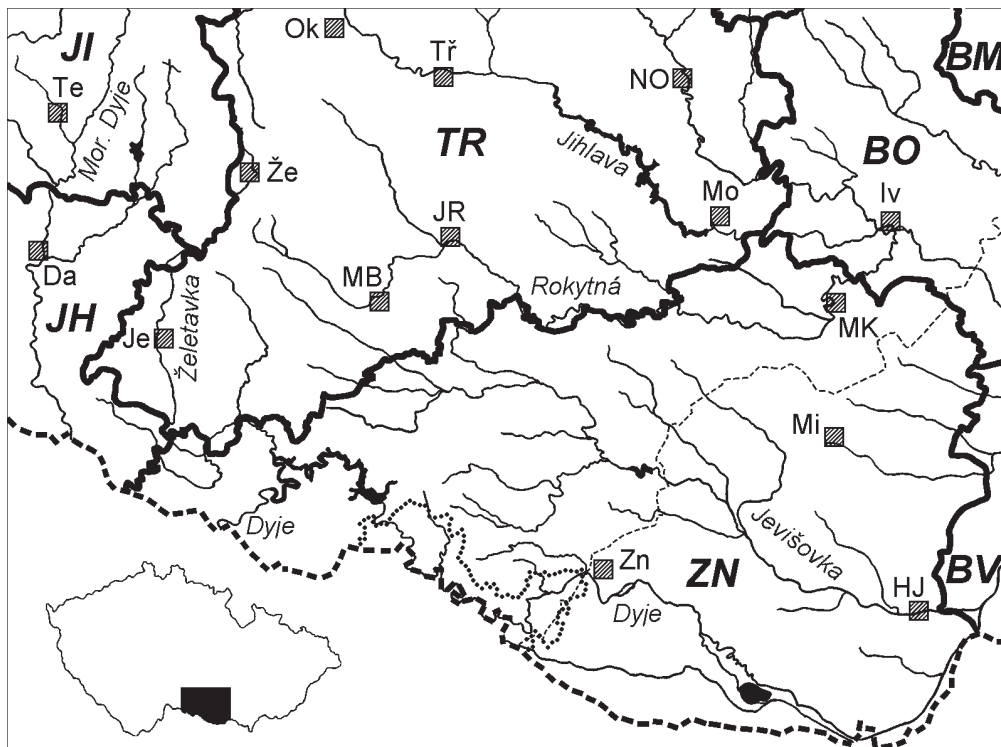 Ok
JI
Tř
BM
Te
NO
Mor. Dyje
TR
Jihlava
BO
Že
Mo
Iv
JR
Da
MB
Rokytná
JH
Želetavka
MK
Je
Mi
Dyje
Jevišovka
Zn
ZN
BV
HJ
Dyje